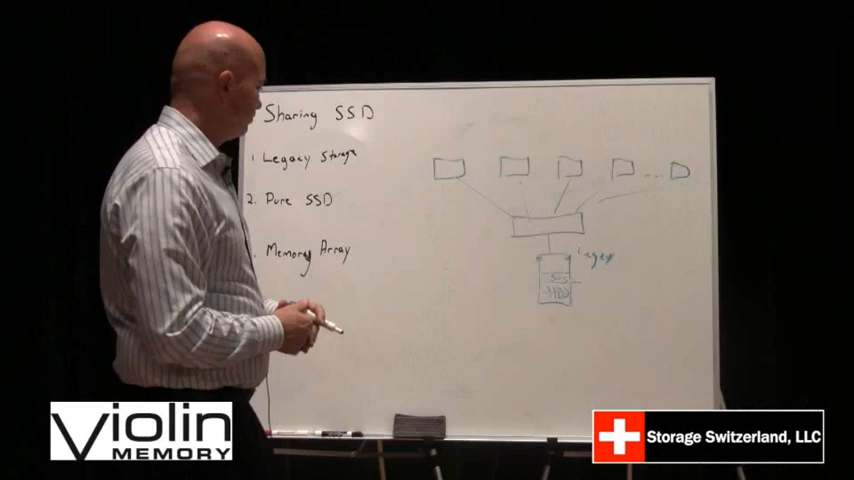 Sharing SSD
1. Legacy Storage
2. Pure SSD
. Memory Array
Legacy
SSD
HDD
Violin
MEMORY
Storage Switzerland, LLC